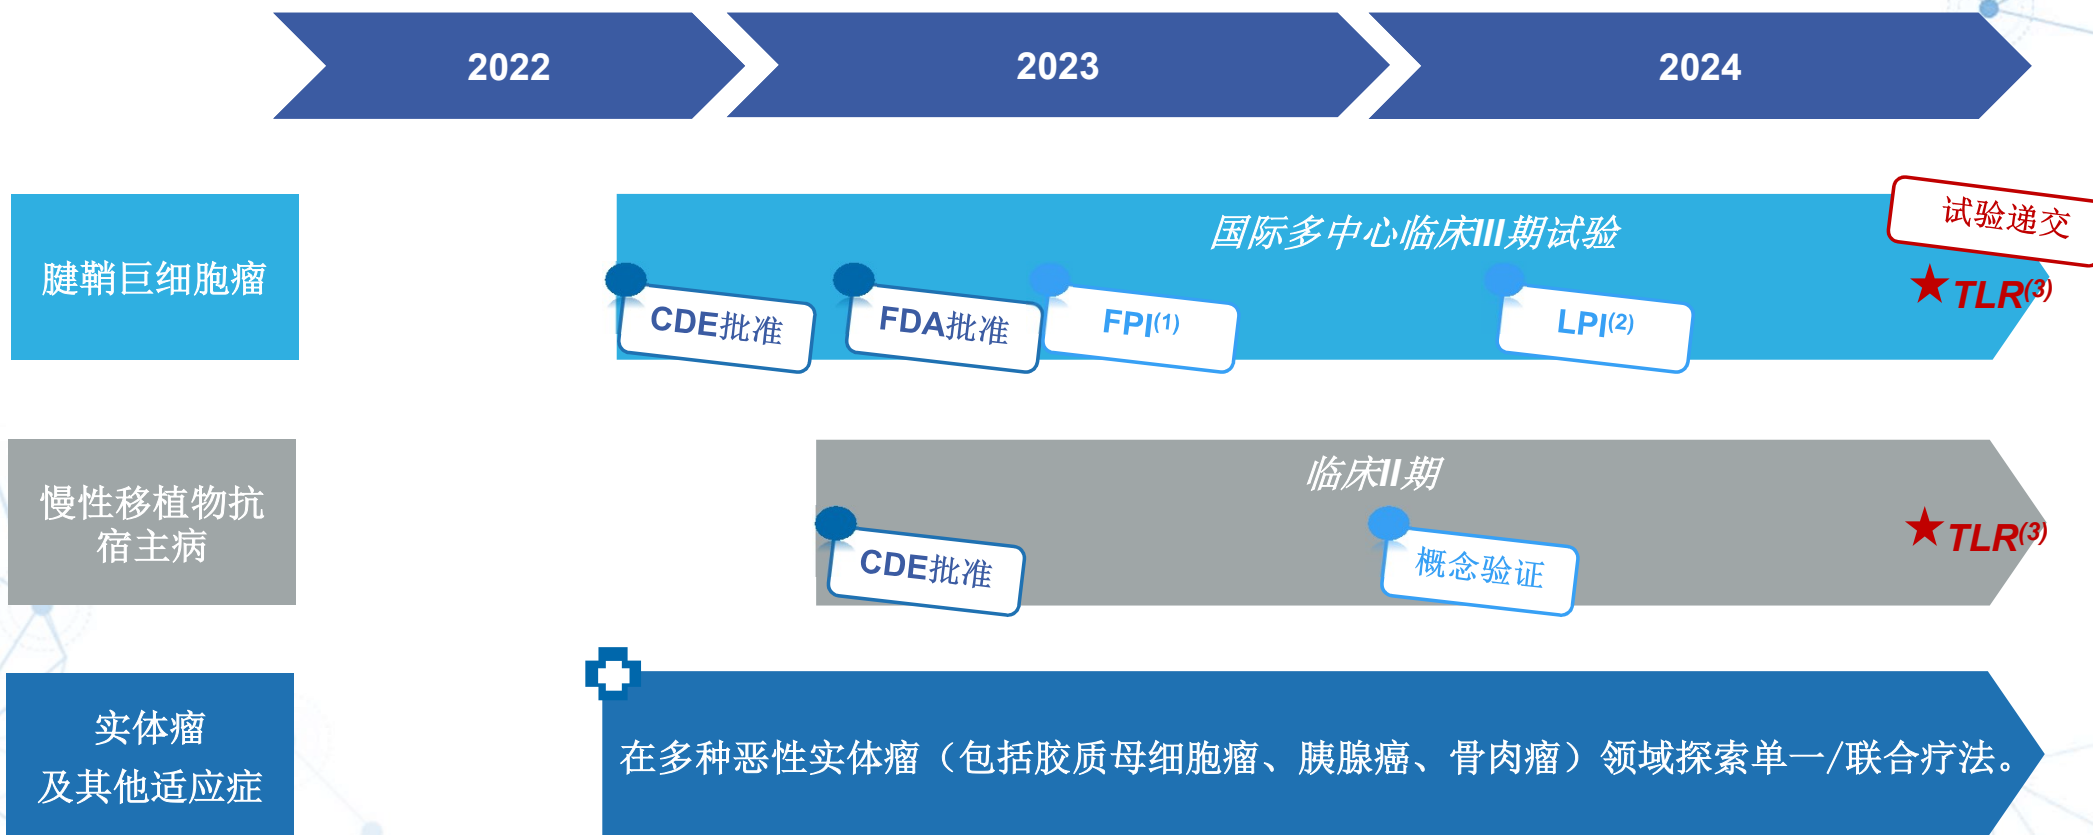 2022
2023
2024
腱鞘巨细胞瘤
国际多中心临床III期试验
试验递交
CDE批准
FDA批准
FPI(1)
LPI(2)
★TLR(3)
慢性移植物抗
宿主病
临床II期
CDE批准
概念验证
★TLR(3)
实体瘤
及其他适应症
在多种恶性实体瘤（包括胶质母细胞瘤、胰腺癌、骨肉瘤）领域探索单一/联合疗法。